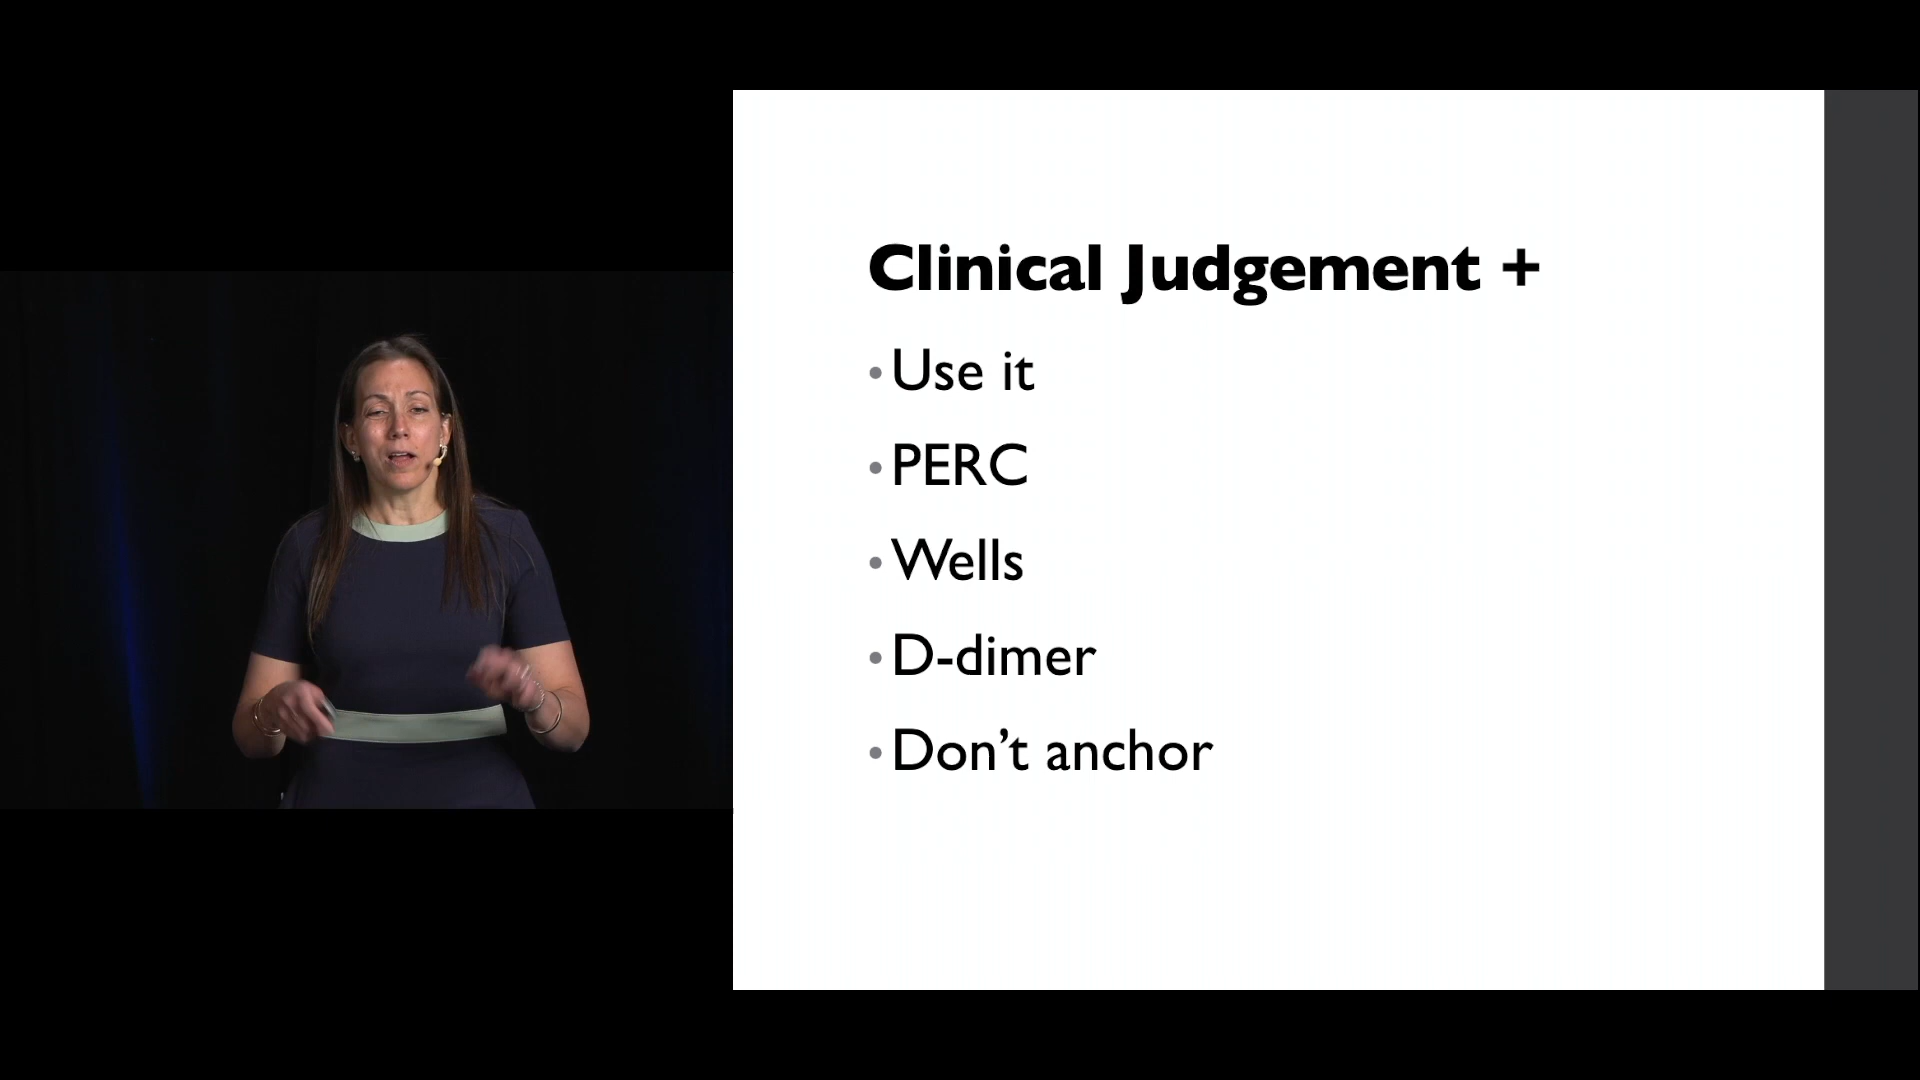 Clinical Judgement +
•Use it
•PERC
•Wells
•D-dimer
•Don’t anchor